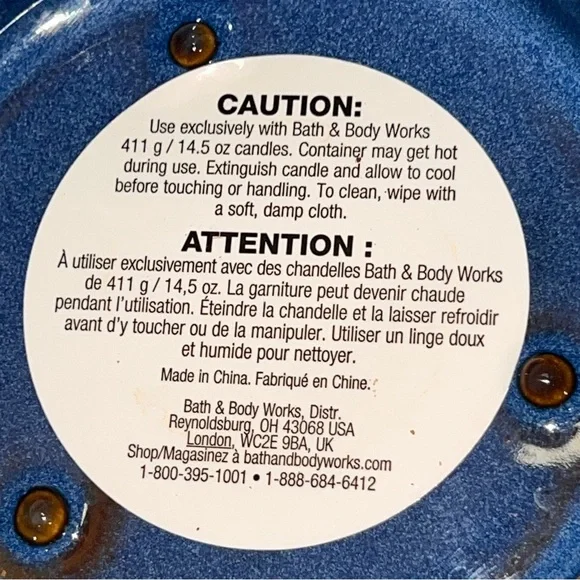 CAUTION:
Use exclusively with Bath & Body Works
411 g / 14.5 oz candles. Container may get hot
during use. Extinguish candle and allow to cool
before touching or handling. To clean, wipe with
a soft, damp cloth.
ATTENTION :
À utiliser exclusivement avec des chandelles Bath & Body Works
de 411 g / 14,5 oz. La garniture peut devenir chaude
pendant l'utilisation. Éteindre la chandelle et la laisser refroidir
avant d'y toucher ou de la manipuler. Utiliser un linge doux
et humide pour nettoyer.
Made in China. Fabriqué en Chine.
Bath & Body Works, Distr.
Reynoldsburg, OH 43068 USA
London, WC2E 9BA, UK
Shop/Magasinez à bathandbodyworks.com
1-800-395-1001 • 1-888-684-6412